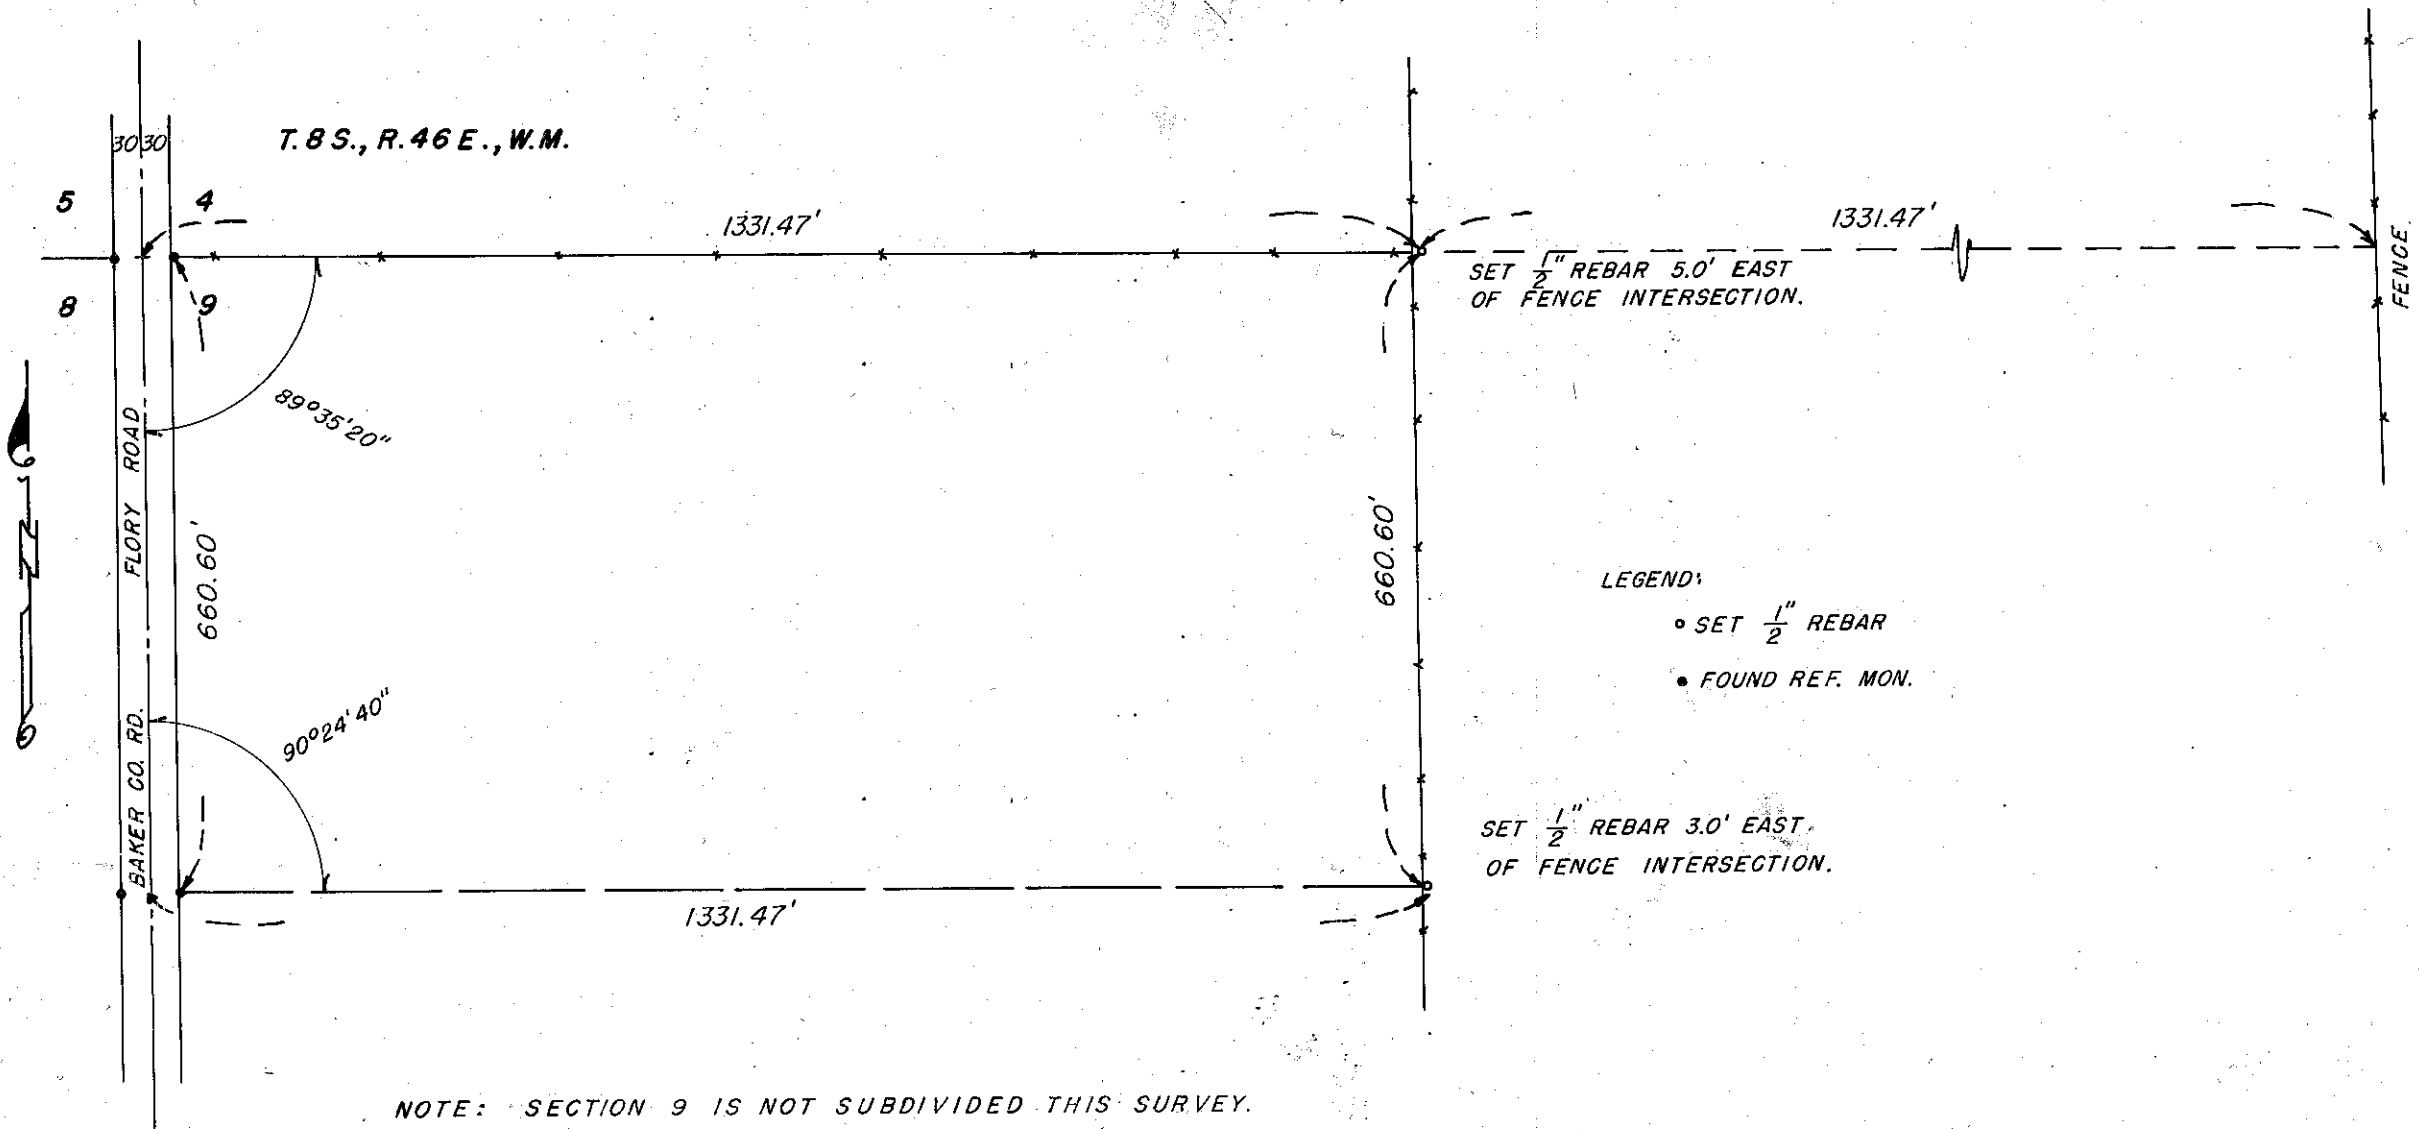 30 30
T. 8 S., R. 46 E., W.M.
5
4
8
9
1331.47'
1331.47'
SET 1/2" REBAR 5.0' EAST
OF FENCE INTERSECTION.
FENCE
89°35'20"
FLORY ROAD
BAKER CO. RD.
660.60'
660.60'
N
90°24'40"
LEGEND:
SET 1/2" REBAR
FOUND REF. MON.
SET 1/2" REBAR 3.0' EAST
OF FENCE INTERSECTION.
1331.47'
NOTE: SECTION 9 IS NOT SUBDIVIDED THIS SURVEY.